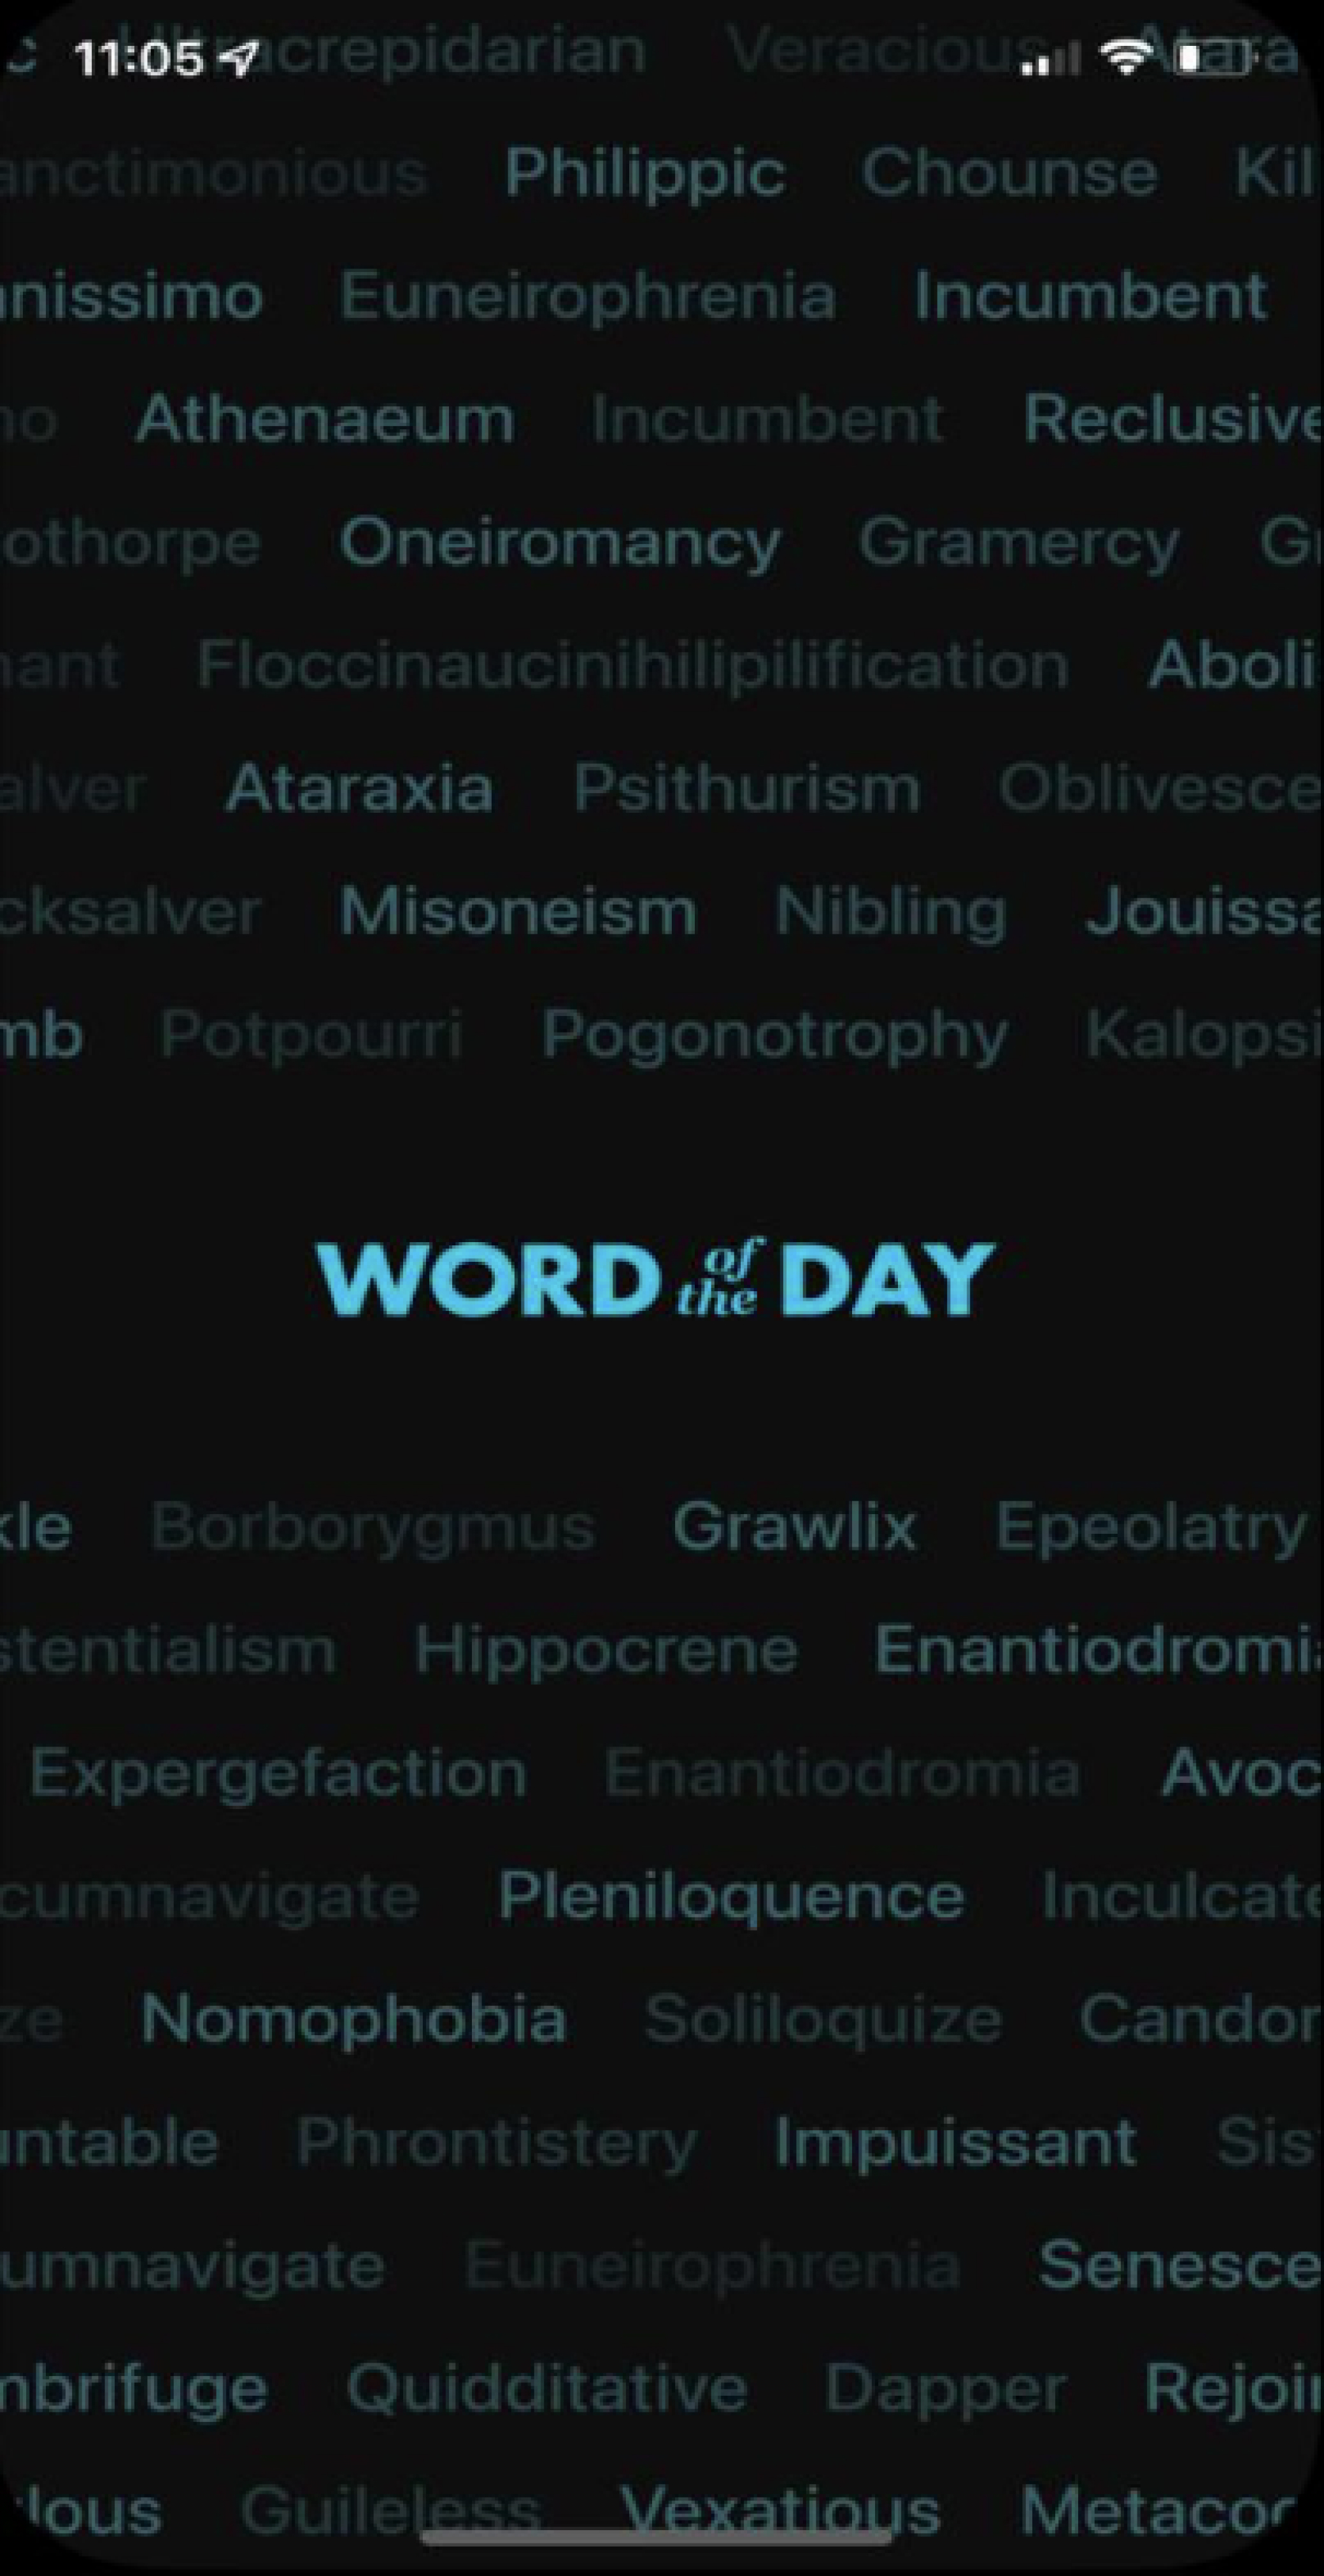 11:05
c Ultracrepidarian Veracious Atara
anctimonious Philippic Chounse Kil
nissimo Euneirophrenia Incumbent
no Athenaeum Incumbent Reclusive
othorpe Oneiromancy Gramercy Gr
nant Floccinaucinihilipilification Aboli
alver Ataraxia Psithurism Oblivesce
cksalver Misoneism Nibling Jouissa
mb Potpourri Pogonotrophy Kalopsi
WORD of the DAY
kle Borborygmus Grawlix Epeolatry
stentialism Hippocrene Enantiodromia
Expergefaction Enantiodromia Avoc
cumnavigate Pleniloquence Inculcate
ze Nomophobia Soliloquize Candor
untable Phrontistery Impuissant Sis
umnavigate Euneirophrenia Senesce
mbrifuge Quidditative Dapper Rejoin
lous Guileless Vexatious Metacog